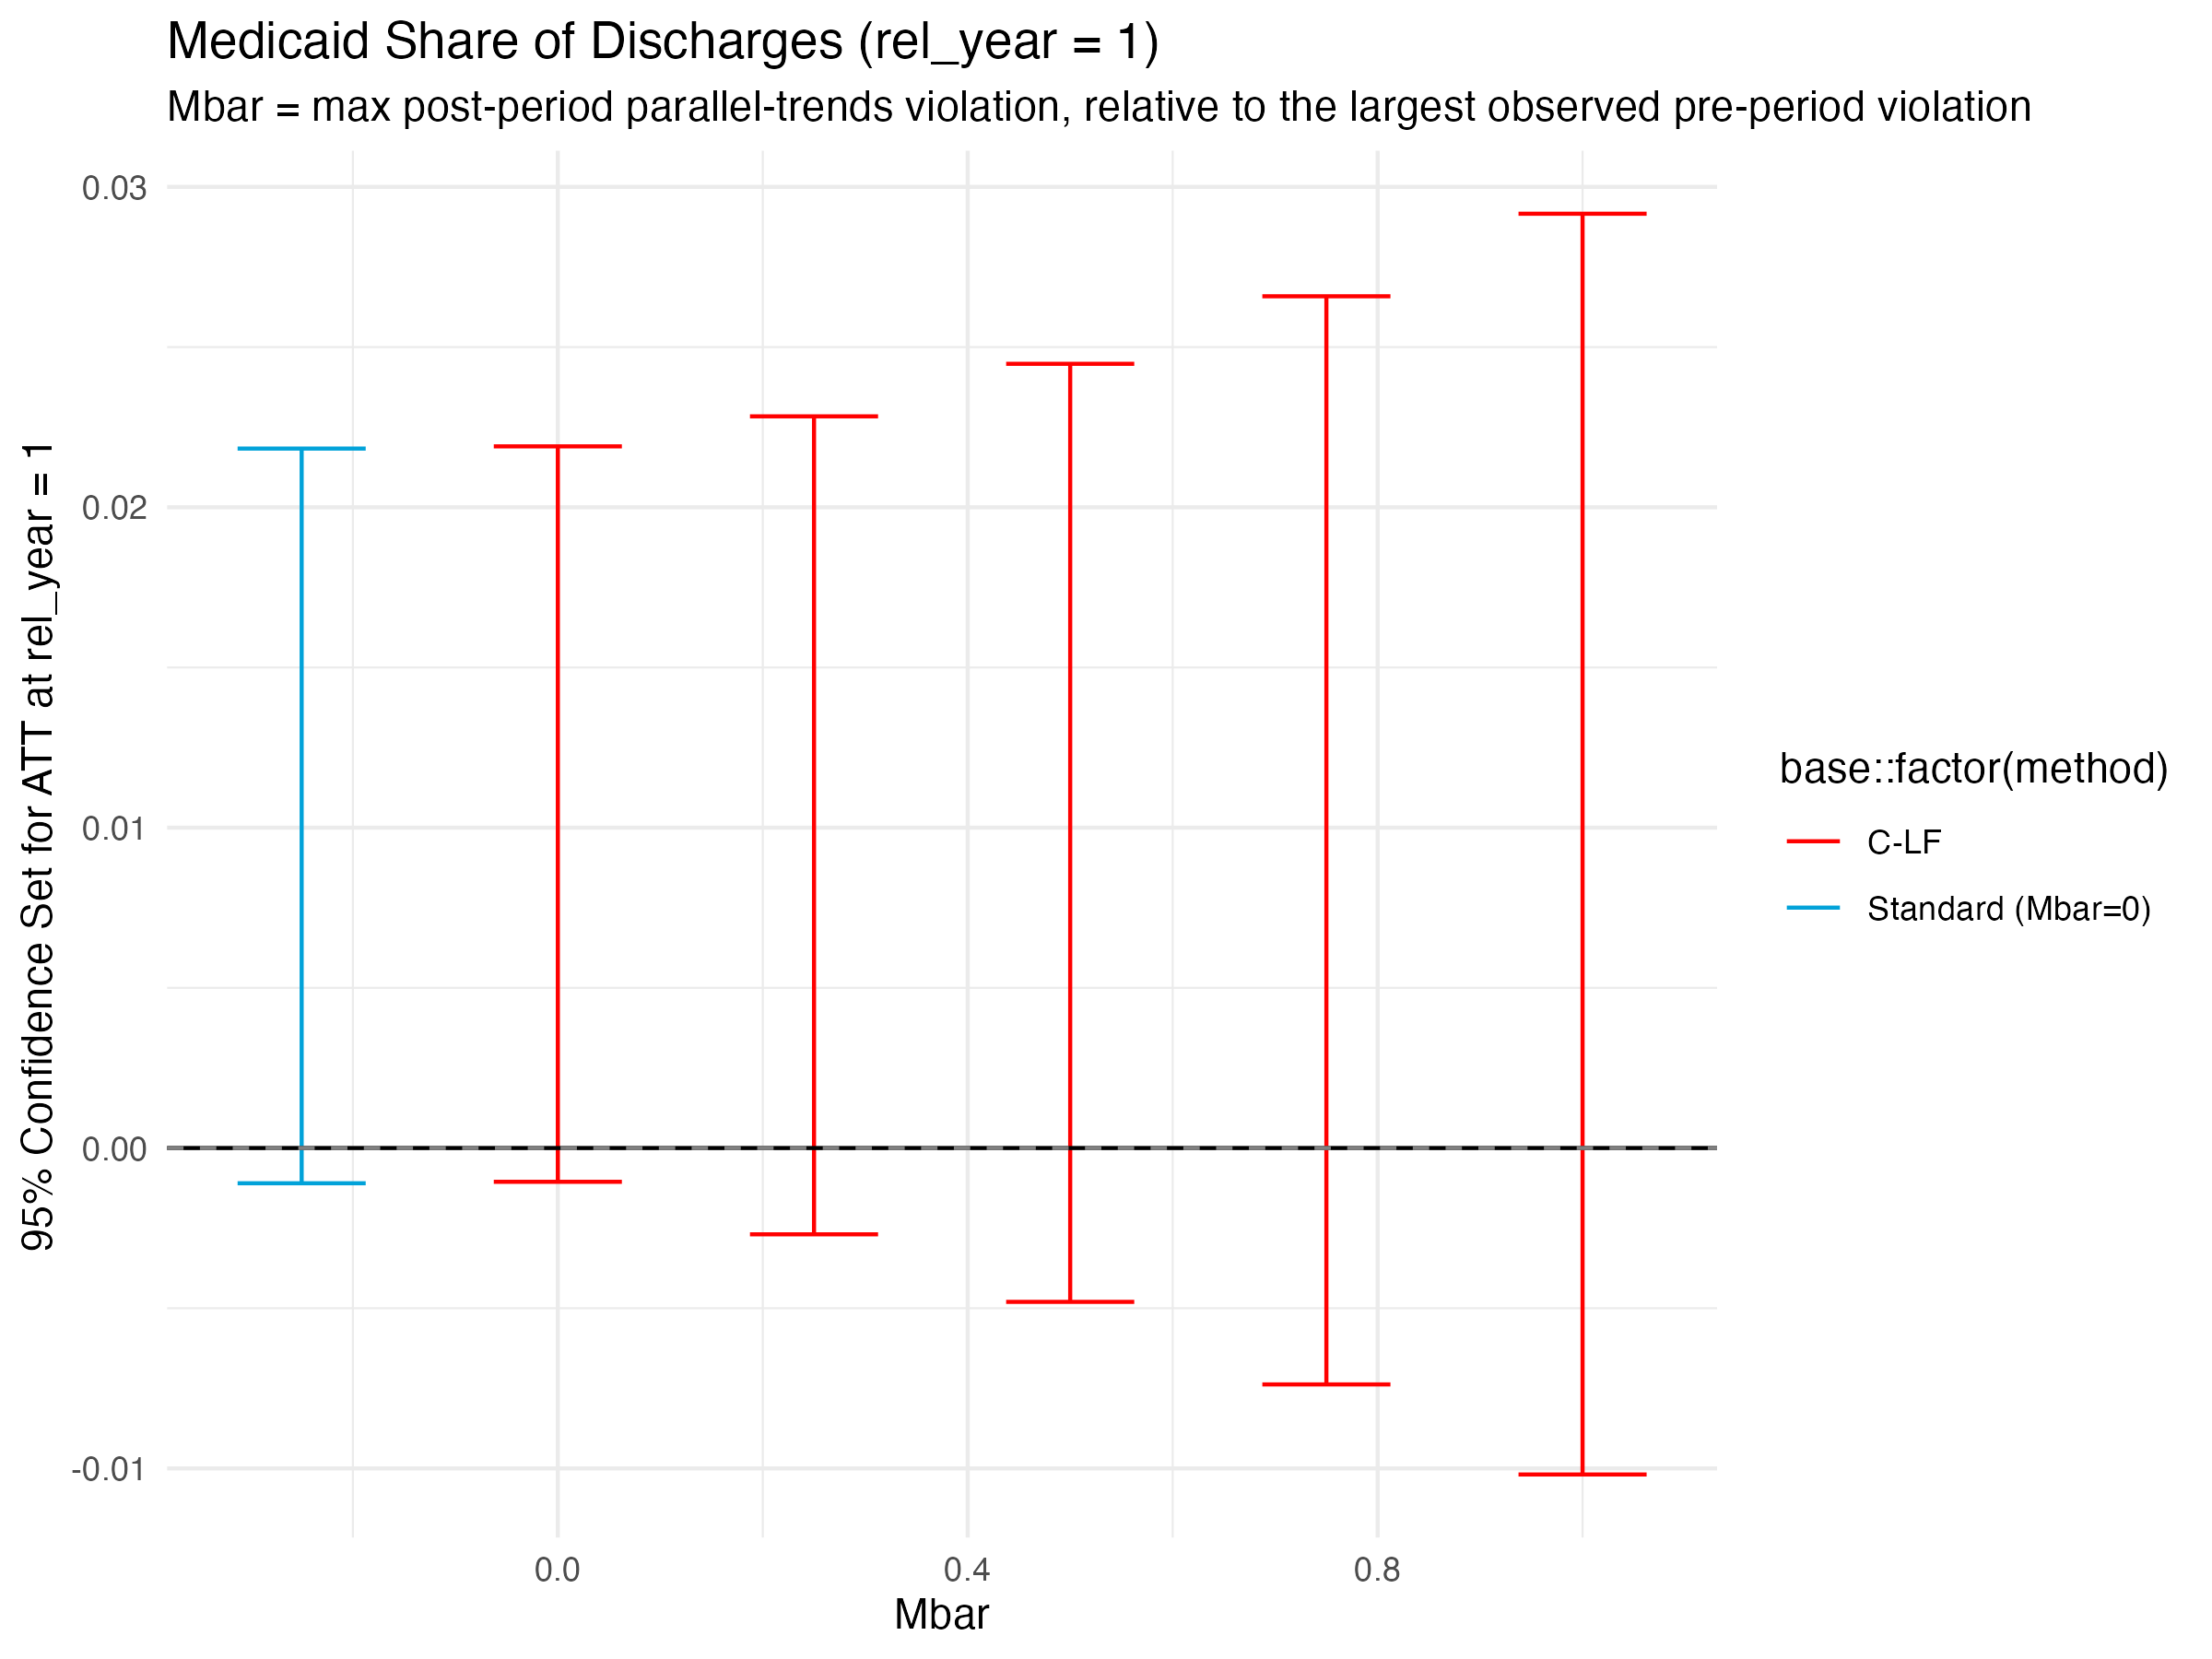 Medicaid Share of Discharges (rel_year = 1)
Mbar = max post-period parallel-trends violation, relative to the largest observed pre-period violation
95% Confidence Set for ATT at rel_year = 1
0.03
0.02
0.01
0.00
-0.01
0.0
0.4
0.8
Mbar
base::factor(method)
C-LF
Standard (Mbar=0)